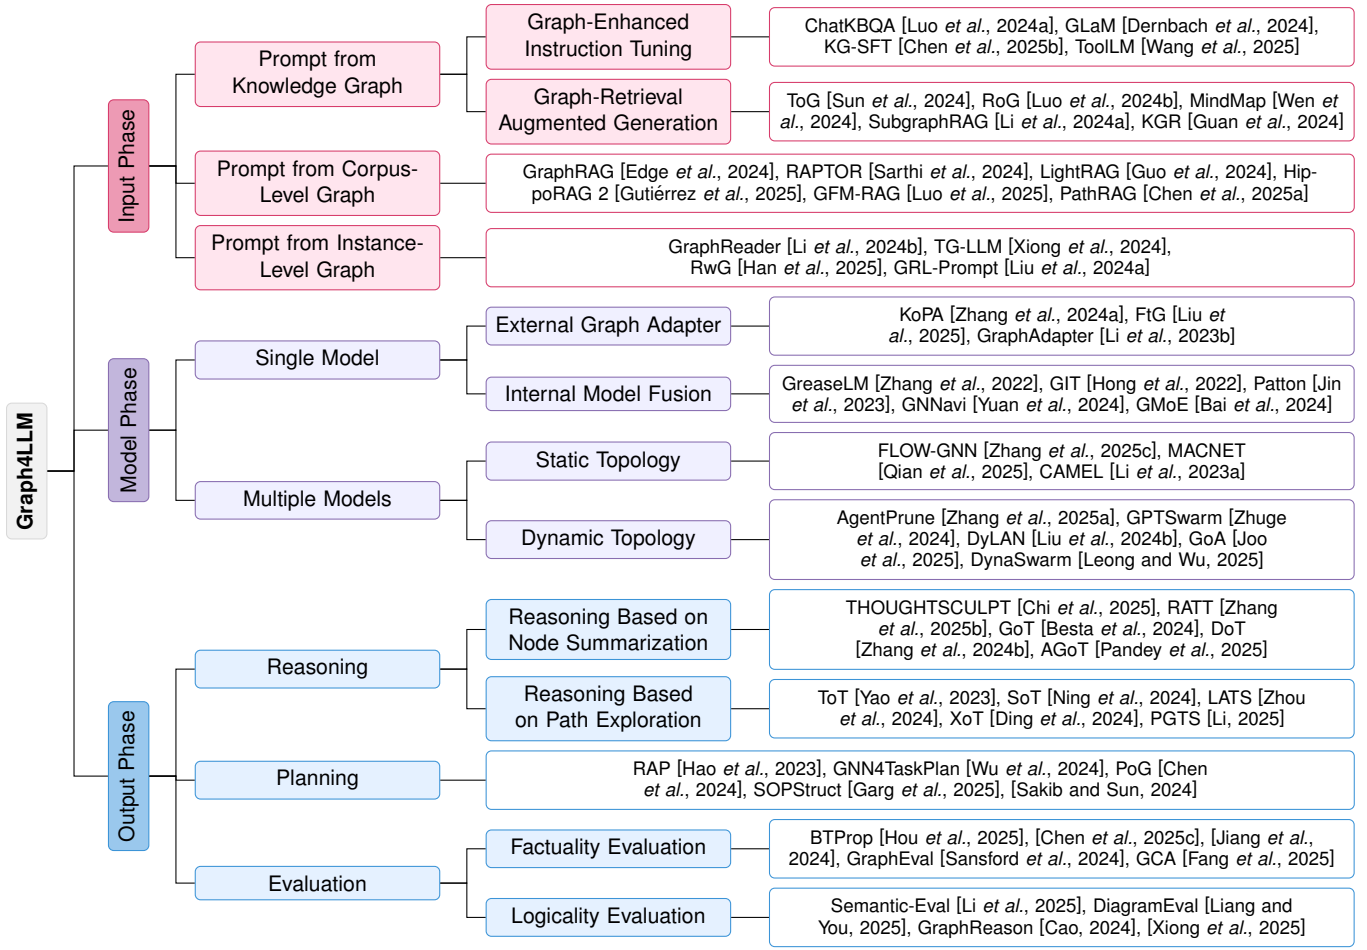 Graph4LLM
Input Phase
Prompt from
Knowledge Graph
Graph-Enhanced
Instruction Tuning
ChatKBQA [Luo et al., 2024a], GLaM [Dernbach et al., 2024],
KG-SFT [Chen et al., 2025b], ToolLM [Wang et al., 2025]
Graph-Retrieval
Augmented Generation
ToG [Sun et al., 2024], RoG [Luo et al., 2024b], MindMap [Wen et
al., 2024], SubgraphRAG [Li et al., 2024a], KGR [Guan et al., 2024]
Prompt from Corpus-
Level Graph
GraphRAG [Edge et al., 2024], RAPTOR [Sarthi et al., 2024], LightRAG [Guo et al., 2024], Hip-
poRAG 2 [Gutiérrez et al., 2025], GFM-RAG [Luo et al., 2025], PathRAG [Chen et al., 2025a]
Prompt from Instance-
Level Graph
GraphReader [Li et al., 2024b], TG-LLM [Xiong et al., 2024],
RwG [Han et al., 2025], GRL-Prompt [Liu et al., 2024a]
Model Phase
Single Model
External Graph Adapter
KoPA [Zhang et al., 2024a], FtG [Liu et
al., 2025], GraphAdapter [Li et al., 2023b]
Internal Model Fusion
GreaseLM [Zhang et al., 2022], GIT [Hong et al., 2022], Patton [Jin
et al., 2023], GNNavi [Yuan et al., 2024], GMoE [Bai et al., 2024]
Multiple Models
Static Topology
FLOW-GNN [Zhang et al., 2025c], MACNET
[Qian et al., 2025], CAMEL [Li et al., 2023a]
Dynamic Topology
AgentPrune [Zhang et al., 2025a], GPTSwarm [Zhuge
et al., 2024], DyLAN [Liu et al., 2024b], GoA [Joo
et al., 2025], DynaSwarm [Leong and Wu, 2025]
Output Phase
Reasoning
Reasoning Based on
Node Summarization
THOUGHTSCULPT [Chi et al., 2025], RATT [Zhang
et al., 2025b], GoT [Besta et al., 2024], DoT
[Zhang et al., 2024b], AGoT [Pandey et al., 2025]
Reasoning Based
on Path Exploration
ToT [Yao et al., 2023], SoT [Ning et al., 2024], LATS [Zhou
et al., 2024], XoT [Ding et al., 2024], PGTS [Li, 2025]
Planning
RAP [Hao et al., 2023], GNN4TaskPlan [Wu et al., 2024], PoG [Chen
et al., 2024], SOPStruct [Garg et al., 2025], [Sakib and Sun, 2024]
Evaluation
Factuality Evaluation
BTProp [Hou et al., 2025], [Chen et al., 2025c], [Jiang et al.,
2024], GraphEval [Sansford et al., 2024], GCA [Fang et al., 2025]
Logicality Evaluation
Semantic-Eval [Li et al., 2025], DiagramEval [Liang and
You, 2025], GraphReason [Cao, 2024], [Xiong et al., 2025]